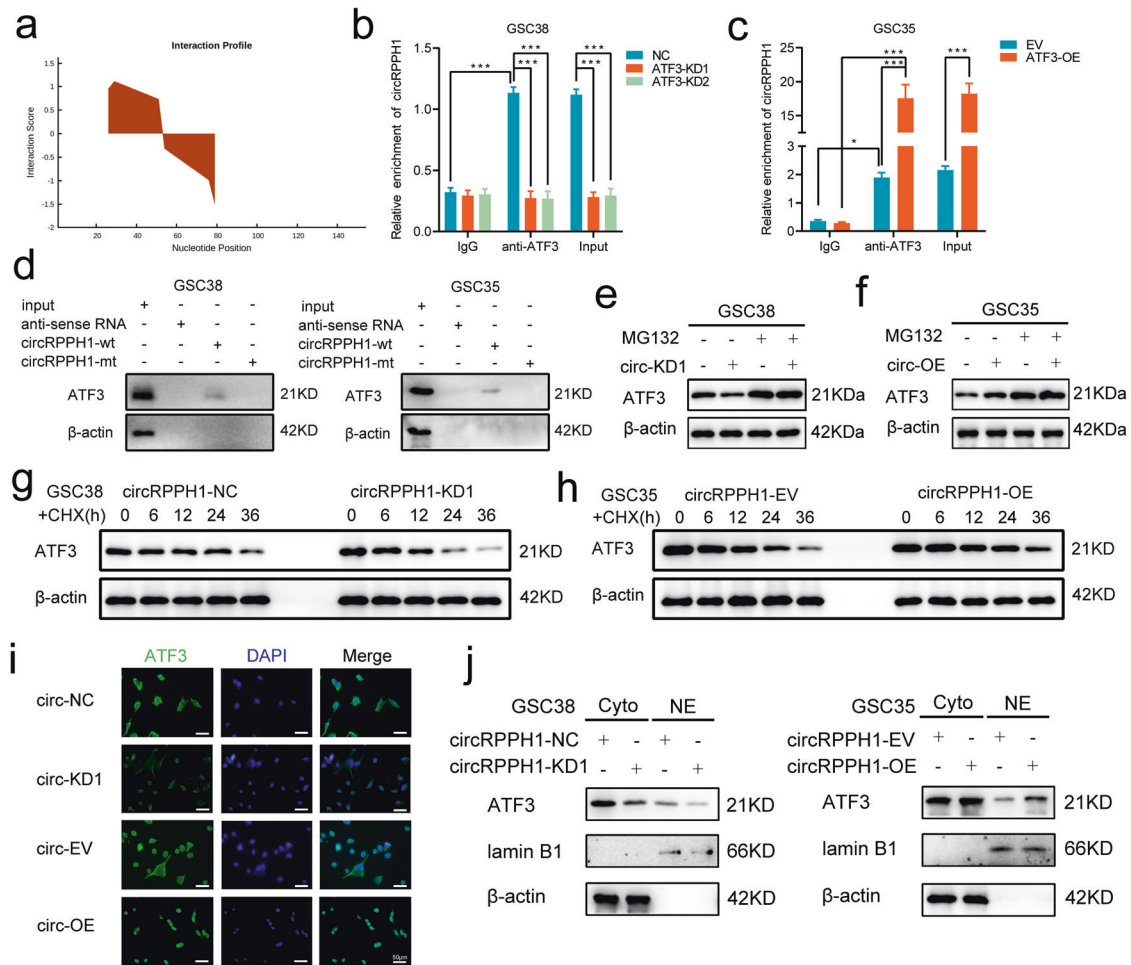 a
Interaction Profile
Interaction Score
1.5
1
0.5
0
-0.5
-1
-1.5
20 40 60 80 100 120 140
Nucleotide Position
b
GSC38
Relative enrichment of circRPPH1
1.5
1.2
0.9
0.6
0.3
0.0
*** *** *** *** ***
NC
ATF3-KD1
ATF3-KD2
IgG anti-ATF3 Input
c
GSC35
Relative enrichment of circRPPH1
25
20
15
10
5
3
2
1
0
* *** *** ***
EV
ATF3-OE
IgG anti-ATF3 Input
d
GSC38
input + - - -
anti-sense RNA - + - -
circRPPH1-wt - - + -
circRPPH1-mt - - - +
ATF3 21KD
β-actin 42KD
GSC35
input + - - -
anti-sense RNA - + - -
circRPPH1-wt - - + -
circRPPH1-mt - - - +
ATF3 21KD
β-actin 42KD
e
GSC38
MG132 - - + +
circ-KD1 - + - +
ATF3 21KDa
β-actin 42KDa
f
GSC35
MG132 - - + +
circ-OE - + - +
ATF3 21KDa
β-actin 42KDa
g
GSC38 circRPPH1-NC circRPPH1-KD1
+CHX(h) 0 6 12 24 36 0 6 12 24 36
ATF3 21KD
β-actin 42KD
h
GSC35 circRPPH1-EV circRPPH1-OE
+CHX(h) 0 6 12 24 36 0 6 12 24 36
ATF3 21KD
β-actin 42KD
i
ATF3 DAPI Merge
circ-NC
circ-KD1
circ-EV
circ-OE
50μm
j
GSC38 Cyto NE
circRPPH1-NC + - + -
circRPPH1-KD1 - + - +
ATF3 21KD
lamin B1 66KD
β-actin 42KD
GSC35 Cyto NE
circRPPH1-EV + - + -
circRPPH1-OE - + - +
ATF3 21KD
lamin B1 66KD
β-actin 42KD